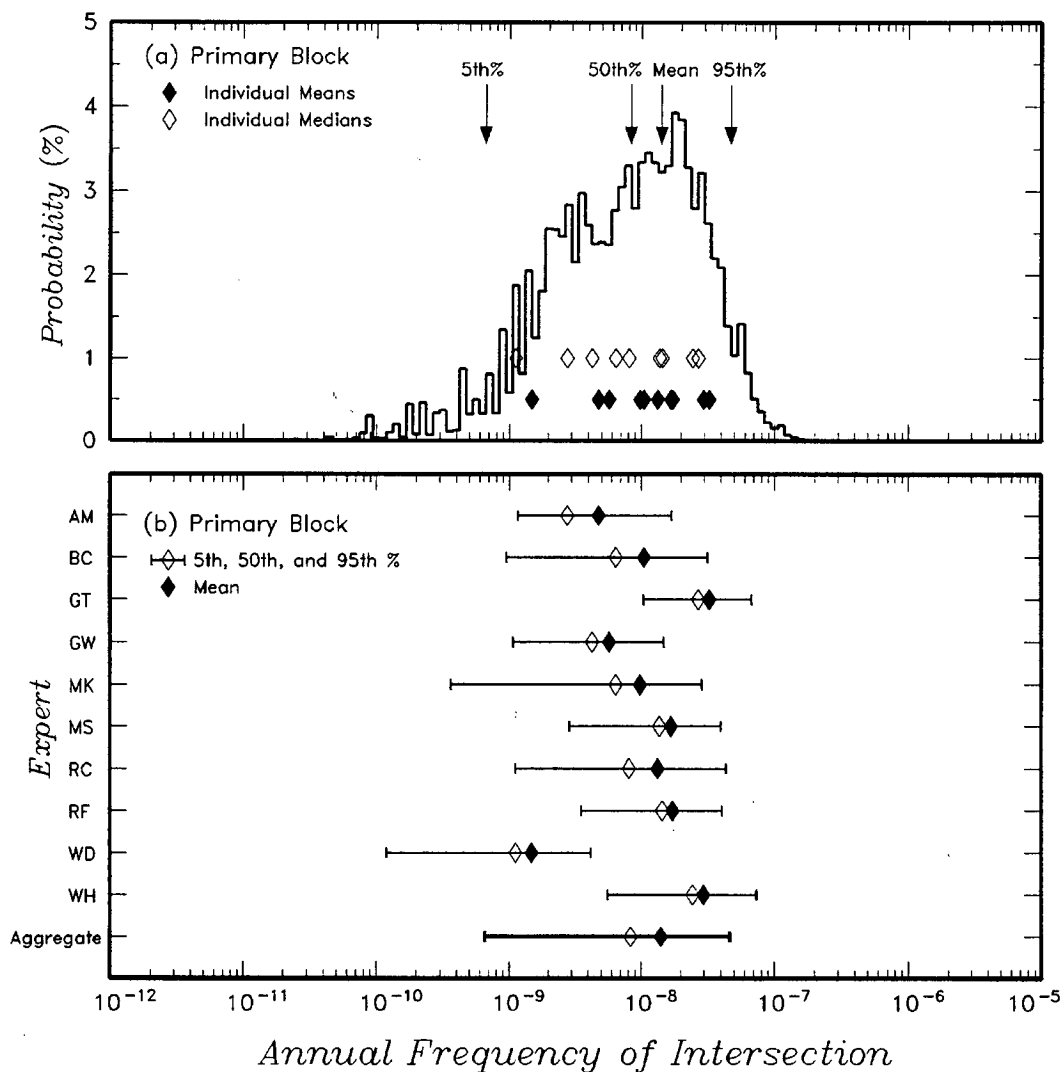 5
4
3
2
1
0
Probability (%)
(a) Primary Block
Individual Means
Individual Medians
5th%
50th% Mean 95th%
(b) Primary Block
5th, 50th, and 95th %
Mean
Expert
AM
BC
GT
GW
MK
MS
RC
RF
WD
WH
Aggregate
10^-12 10^-11 10^-10 10^-9 10^-8 10^-7 10^-6 10^-5
Annual Frequency of Intersection